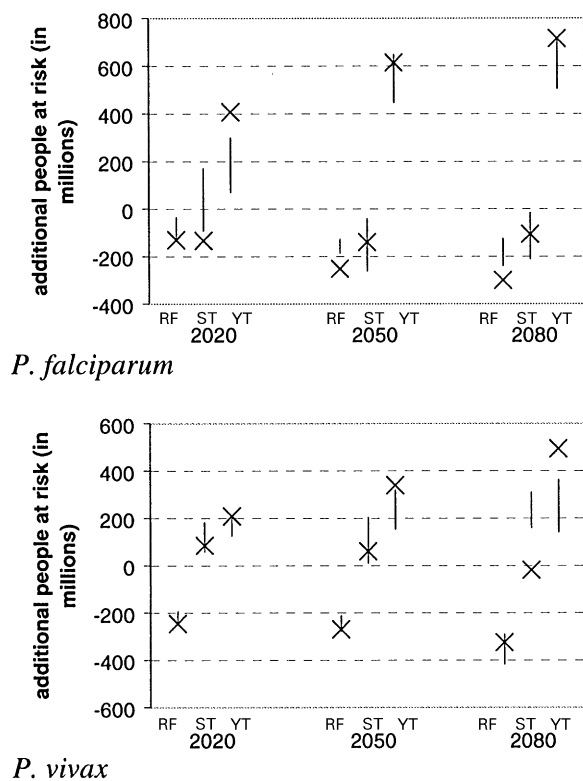 additional people at risk (in
millions)
800
600
400
200
0
-200
-400
RF ST YT RF ST YT RF ST YT
2020 2050 2080
P. falciparum
additional people at risk (in
millions)
600
400
200
0
-200
-400
-600
RF ST YT RF ST YT RF ST YT
2020 2050 2080
P. vivax